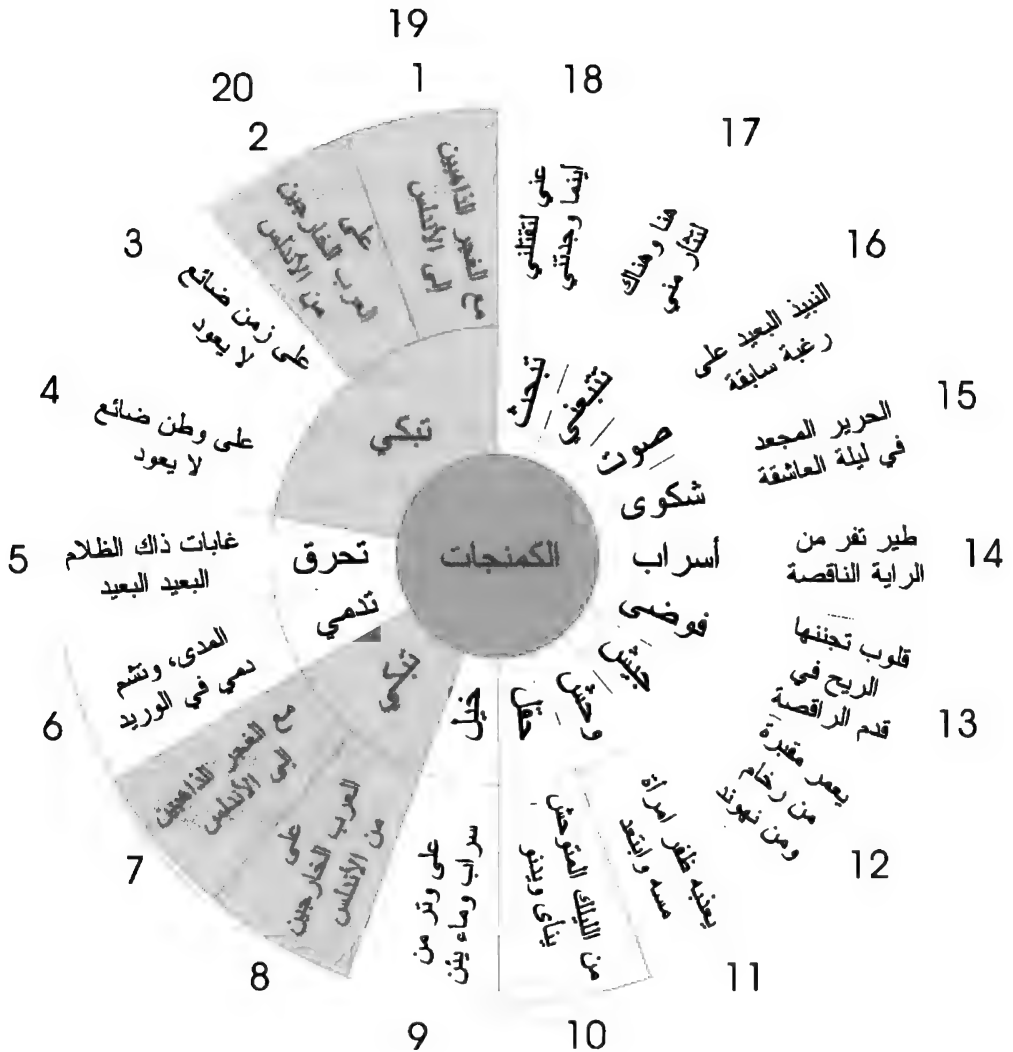 الكمنجات
19
1
تبكي
مع الغجر الذاهبين
إلى الأندلس
20
2
على
العرب الخارجين
من الأندلس
3
على زمن ضائع
لا يعود
4
على وطن ضائع
لا يعود
5
تحرق
غابات ذاك الظلام
البعيد البعيد
6
تدمي
المدى، وتشم
دمي في الوريد
7
تبكي
مع الغجر الذاهبين
إلى الأندلس
8
على
العرب الخارجين
من الأندلس
9
خيل
على وتر من
سراب وماء يئن
10
حقل
من الليلك المتوحش
ينأى ويدنو
11
وحش
يعذبه ظفر امرأة
مسه وابتعد
12
جيش
يعمر مقبرة
من رخام
ومن نهوند
13
فوضى
قلوب تجننها
الريح في
قدم الراقصة
14
أسراب
طير تفر من
الراية الناقصة
15
شكوى
الحرير المجعد
في ليلة العاشقة
16
صوت
النبيذ البعيد على
رغبة سابقة
17
تتبعني
هنا وهناك
لتثأر مني
18
تبحث
عني لتقتلني
أينما وجدتني